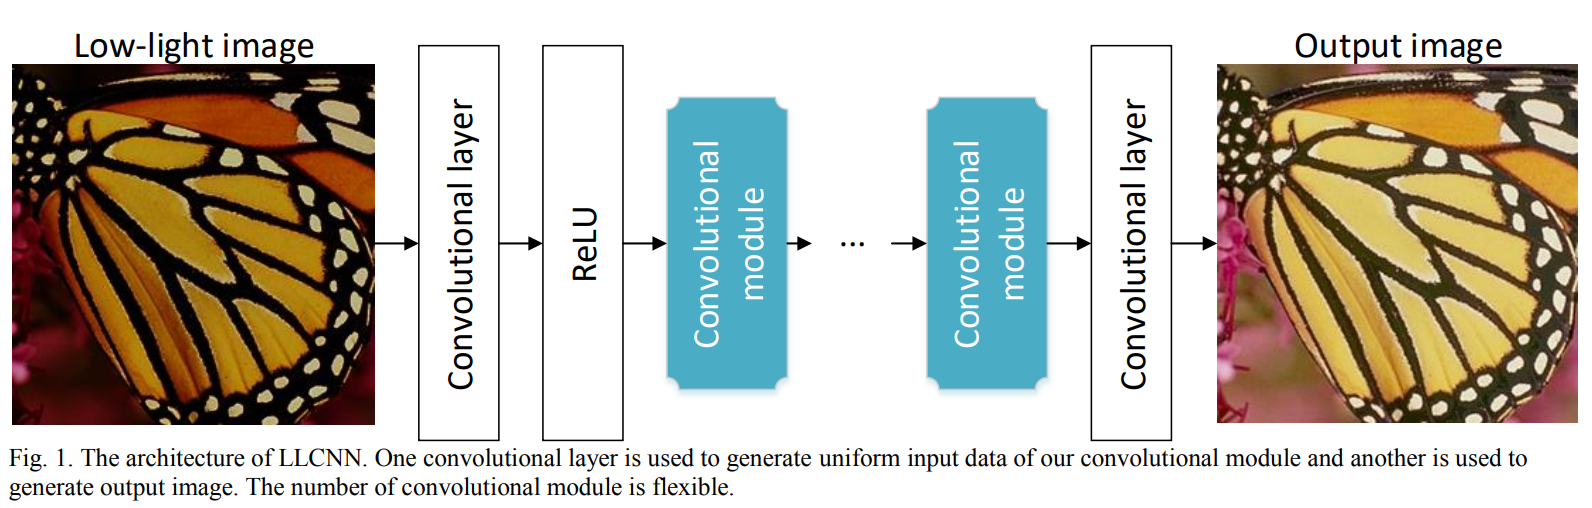 Low-light image
Output image
Convolutional layer
ReLU
Convolutional
module
...
Convolutional
module
Convolutional layer
Fig. 1. The architecture of LLCNN. One convolutional layer is used to generate uniform input data of our convolutional module and another is used to
generate output image. The number of convolutional module is flexible.